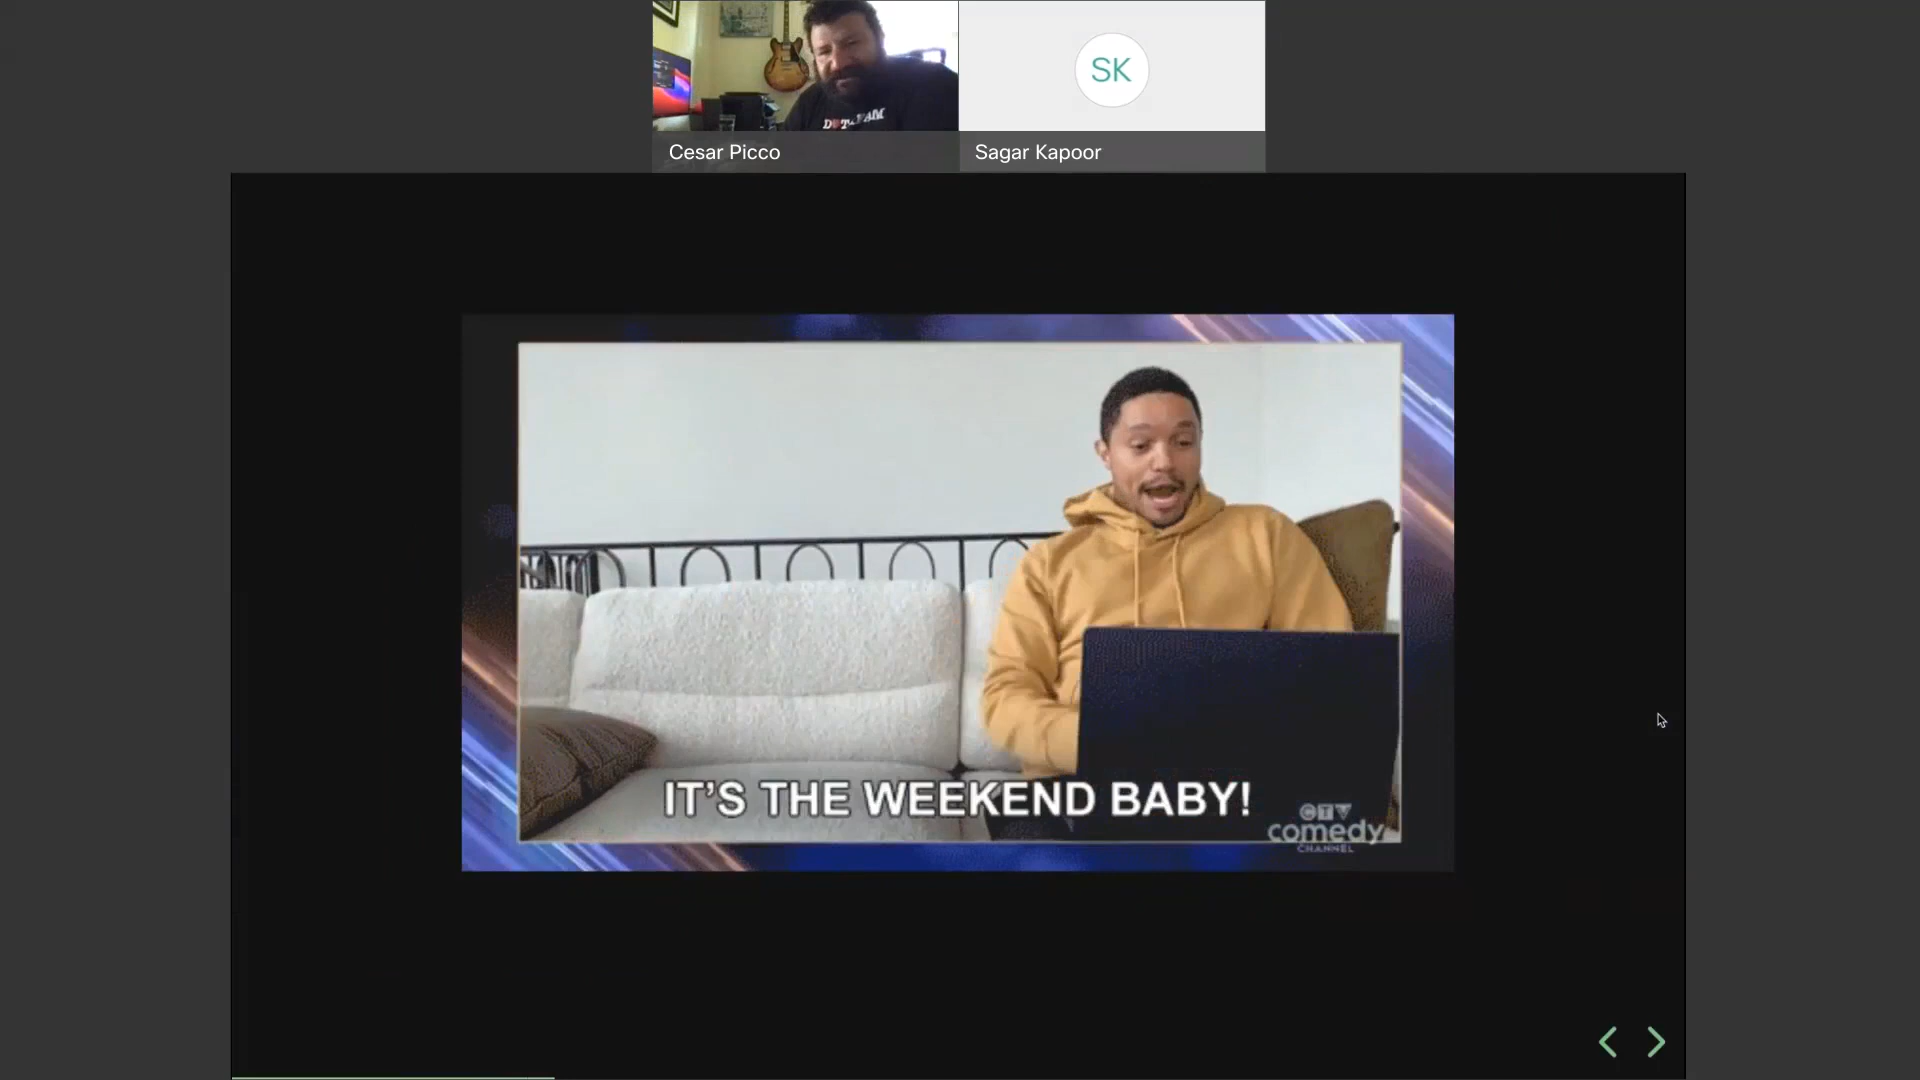 SK
Cesar Picco
Sagar Kapoor
IT'S THE WEEKEND BABY!
CTV
comedy
CHANNEL